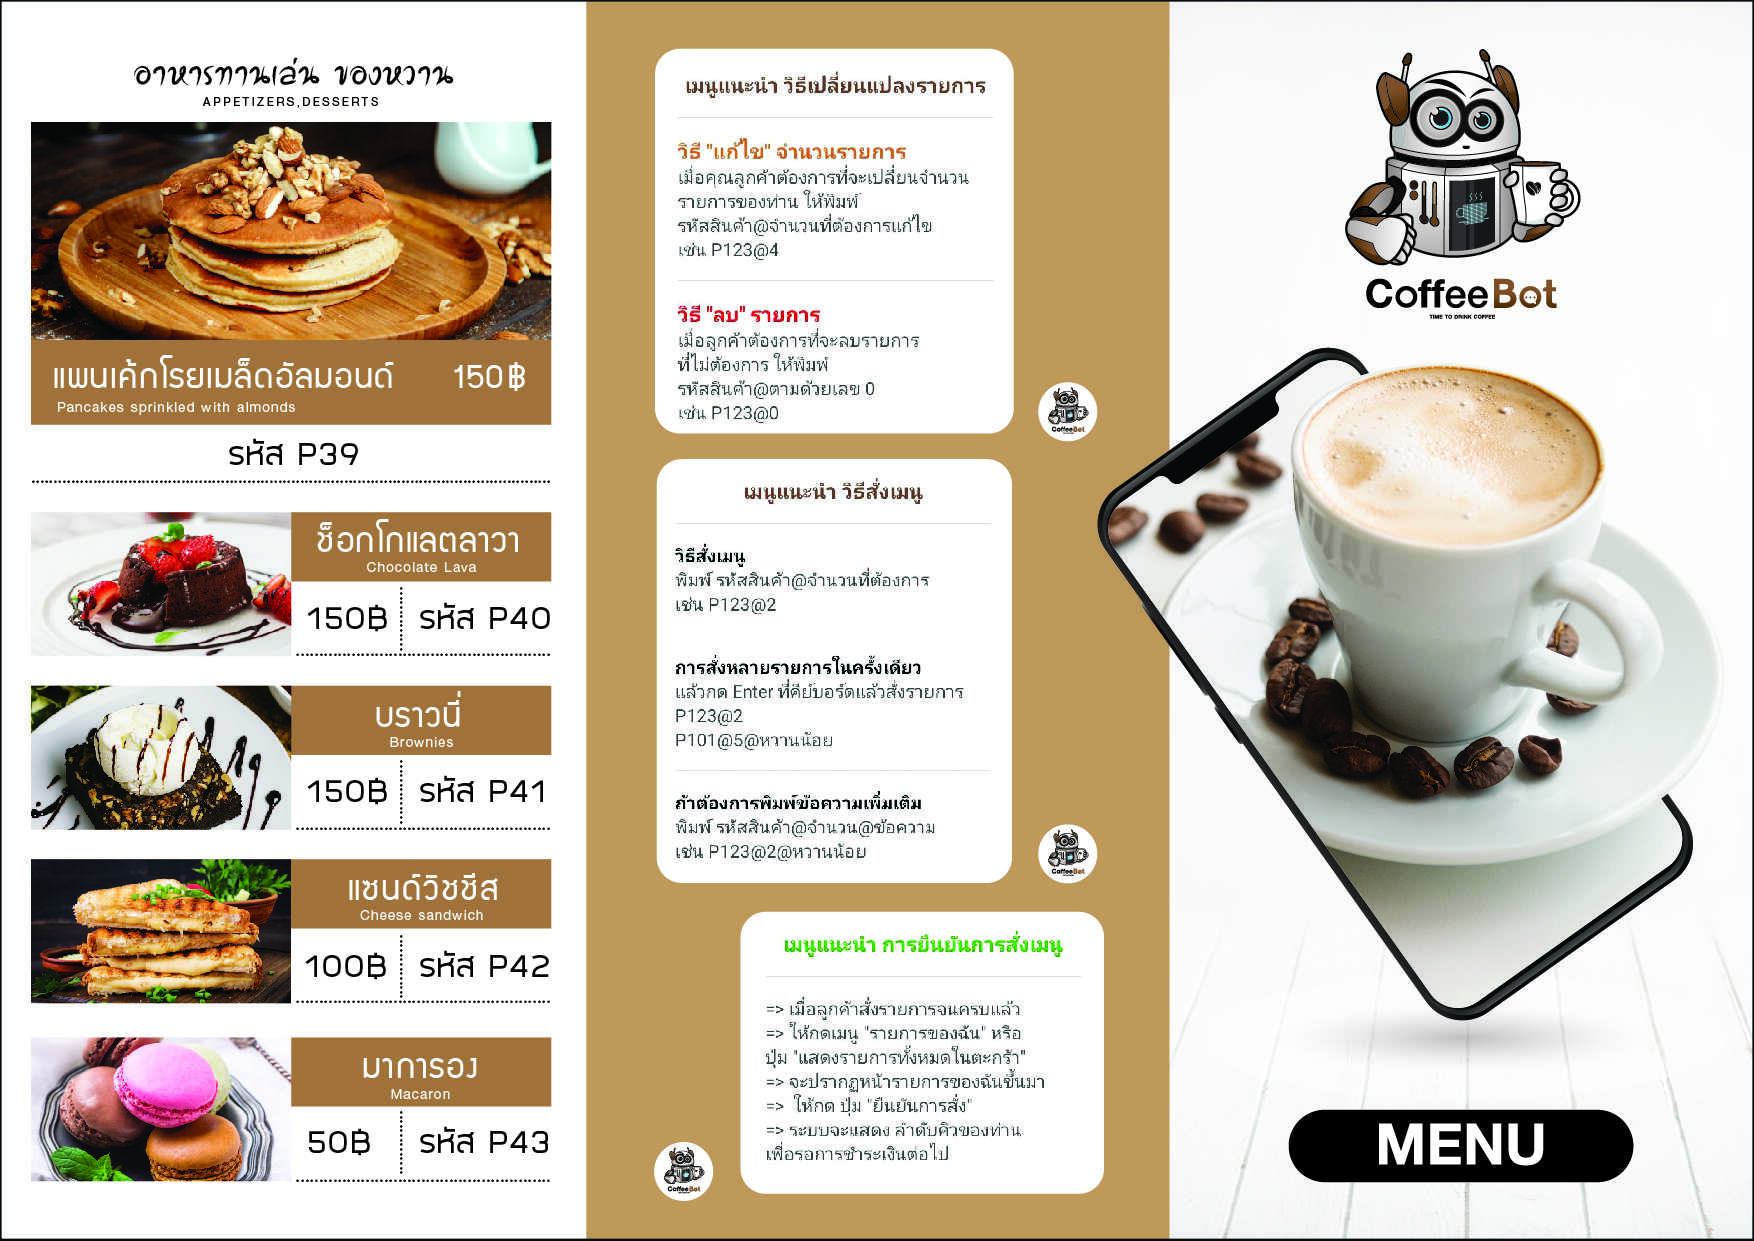 อาหารทานเล่น ของหวาน
APPETIZERS,DESSERTS
แพนเค้กโรยเมล็ดอัลมอนด์ 150฿
Pancakes sprinkled with almonds
รหัส P39
ช็อกโกแลตลาวา
Chocolate Lava
150฿ รหัส P40
บราวนี่
Brownies
150฿ รหัส P41
แซนด์วิชชีส
Cheese sandwich
100฿ รหัส P42
มาการอง
Macaron
50฿ รหัส P43
เมนูแนะนำ วิธีเปลี่ยนแปลงรายการ
วิธี "แก้ไข" จำนวนรายการ
เมื่อคุณลูกค้าต้องการที่จะเปลี่ยนจำนวน
รายการของท่าน ให้พิมพ์
รหัสสินค้า@จำนวนที่ต้องการแก้ไข
เช่น P123@4
วิธี "ลบ" รายการ
เมื่อลูกค้าต้องการที่จะลบรายการ
ที่ไม่ต้องการ ให้พิมพ์
รหัสสินค้า@ตามด้วยเลข 0
เช่น P123@0
CoffeeBot
เมนูแนะนำ วิธีสั่งเมนู
วิธีสั่งเมนู
พิมพ์ รหัสสินค้า@จำนวนที่ต้องการ
เช่น P123@2
การสั่งหลายรายการในครั้งเดียว
แล้วกด Enter ที่คีย์บอร์ดแล้วสั่งรายการ
P123@2
P101@5@หวานน้อย
ถ้าต้องการพิมพ์ข้อความเพิ่มเติม
พิมพ์ รหัสสินค้า@จำนวน@ข้อความ
เช่น P123@2@หวานน้อย
CoffeeBot
เมนูแนะนำ การยืนยันการสั่งเมนู
=> เมื่อลูกค้าสั่งรายการจนครบแล้ว
=> ให้กดเมนู "รายการของฉัน" หรือ
ปุ่ม "แสดงรายการทั้งหมดในตะกร้า"
=> จะปรากฏหน้ารายการของฉันขึ้นมา
=> ให้กด ปุ่ม "ยืนยันการสั่ง"
=> ระบบจะแสดง ลำดับคิวของท่าน
เพื่อรอการชำระเงินต่อไป
CoffeeBot
CoffeeBot
TIME TO DRINK COFFEE
MENU